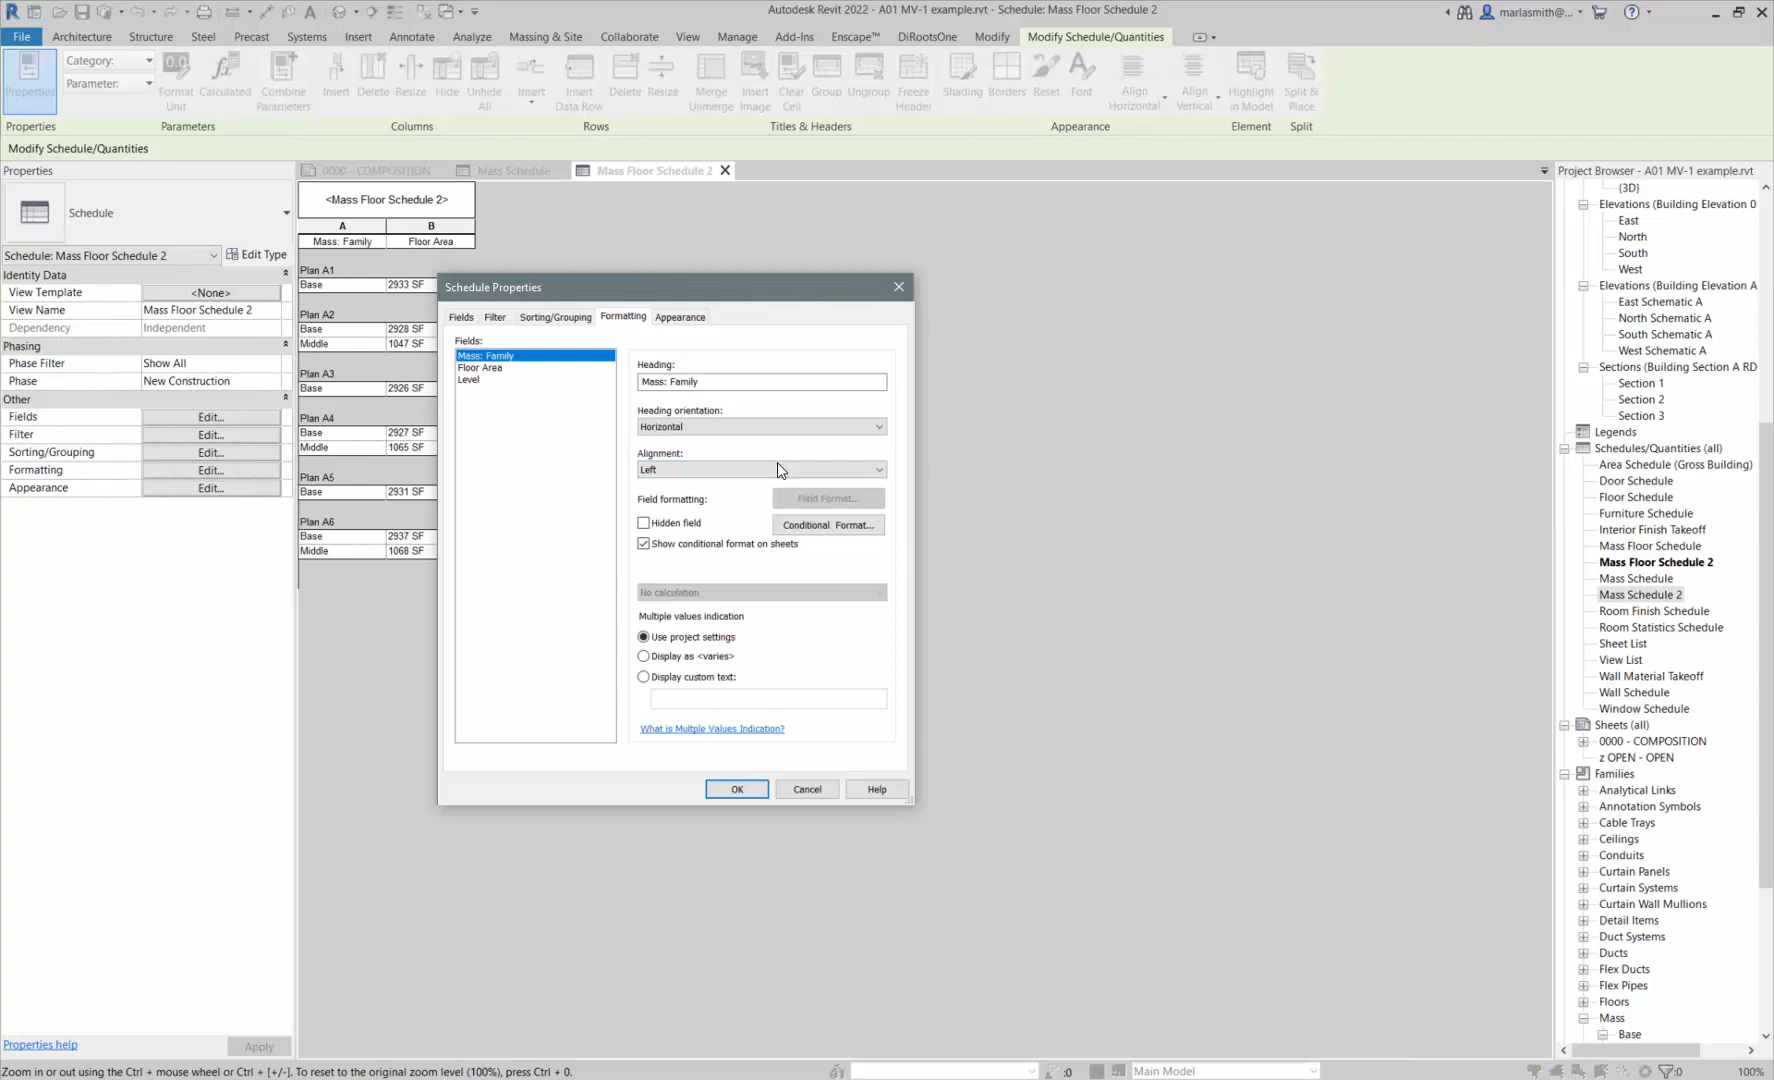 Autodesk Revit 2022 - A01 MV-1 example.rvt - Schedule: Mass Floor Schedule 2
marlasmith@...
File Architecture Structure Steel Precast Systems Insert Annotate Analyze Massing & Site Collaborate View Manage Add-Ins Enscape™ DiRootsOne Modify Modify Schedule/Quantities
Category:
Parameter:
Properties
Format Unit
Calculated
Combine Parameters
Insert
Delete
Resize
Hide
Unhide All
Insert
Insert Data Row
Delete
Resize
Merge Unmerge
Insert Image
Clear Cell
Group
Ungroup
Freeze Header
Shading
Borders
Reset
Font
Align Horizontal
Align Vertical
Highlight in Model
Split & Place
Properties Parameters Columns Rows Titles & Headers Appearance Element Split
Modify Schedule/Quantities
Properties
Schedule
Schedule: Mass Floor Schedule 2
Edit Type
Identity Data
View Template <None>
View Name Mass Floor Schedule 2
Dependency Independent
Phasing
Phase Filter Show All
Phase New Construction
Other
Fields Edit...
Filter Edit...
Sorting/Grouping Edit...
Formatting Edit...
Appearance Edit...
Properties help
Apply
0000 - COMPOSITION
Mass Schedule
Mass Floor Schedule 2
<Mass Floor Schedule 2>
A B
Mass: Family Floor Area
Plan A1
Base 2933 SF
Plan A2
Base 2928 SF
Middle 1047 SF
Plan A3
Base 2926 SF
Plan A4
Base 2927 SF
Middle 1065 SF
Plan A5
Base 2931 SF
Plan A6
Base 2937 SF
Middle 1068 SF
Schedule Properties
Fields Filter Sorting/Grouping Formatting Appearance
Fields:
Mass: Family
Floor Area
Level
Heading:
Mass: Family
Heading orientation:
Horizontal
Alignment:
Left
Field formatting:
Field Format...
Hidden field
Conditional Format...
Show conditional format on sheets
No calculation
Multiple values indication
Use project settings
Display as <varies>
Display custom text:
What is Multiple Values Indication?
OK Cancel Help
Project Browser - A01 MV-1 example.rvt
{3D}
Elevations (Building Elevation 0
East
North
South
West
Elevations (Building Elevation A
East Schematic A
North Schematic A
South Schematic A
West Schematic A
Sections (Building Section A RD
Section 1
Section 2
Section 3
Legends
Schedules/Quantities (all)
Area Schedule (Gross Building)
Door Schedule
Floor Schedule
Furniture Schedule
Interior Finish Takeoff
Mass Floor Schedule
Mass Floor Schedule 2
Mass Schedule
Mass Schedule 2
Room Finish Schedule
Room Statistics Schedule
Sheet List
View List
Wall Material Takeoff
Wall Schedule
Window Schedule
Sheets (all)
0000 - COMPOSITION
z OPEN - OPEN
Families
Analytical Links
Annotation Symbols
Cable Trays
Ceilings
Conduits
Curtain Panels
Curtain Systems
Curtain Wall Mullions
Detail Items
Duct Systems
Ducts
Flex Ducts
Flex Pipes
Floors
Mass
Base
Zoom in or out using the Ctrl + mouse wheel or Ctrl + [+/-]. To reset to the original zoom level (100%), press Ctrl + 0.
:0
Main Model
:0
100%